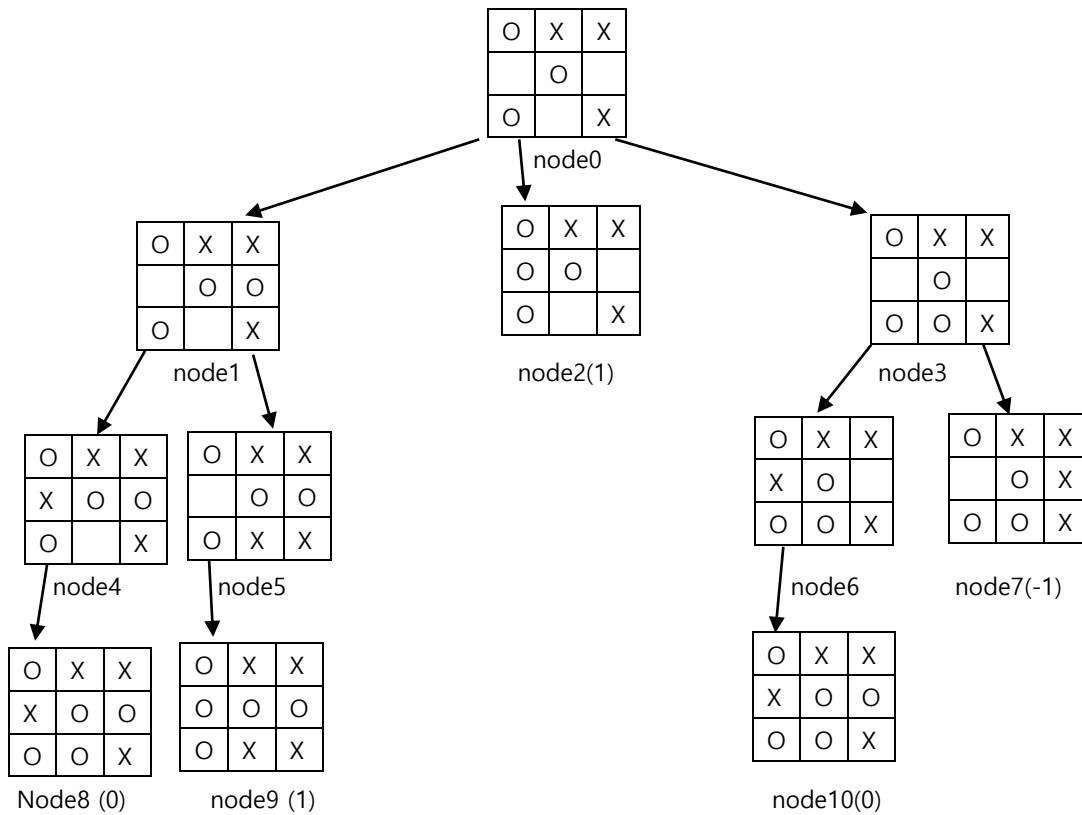 O X X
O
O X
node0
O X X
O O
O X
node1
O X X
O O
O X
node2(1)
O X X
O
O O X
node3
O X X
X O O
O X
node4
O X X
O O
O X X
node5
O X X
X O
O O X
node6
O X X
O X
O O X
node7(-1)
O X X
X O O
O O X
Node8 (0)
O X X
O O O
O X X
node9 (1)
O X X
X O O
O O X
node10(0)